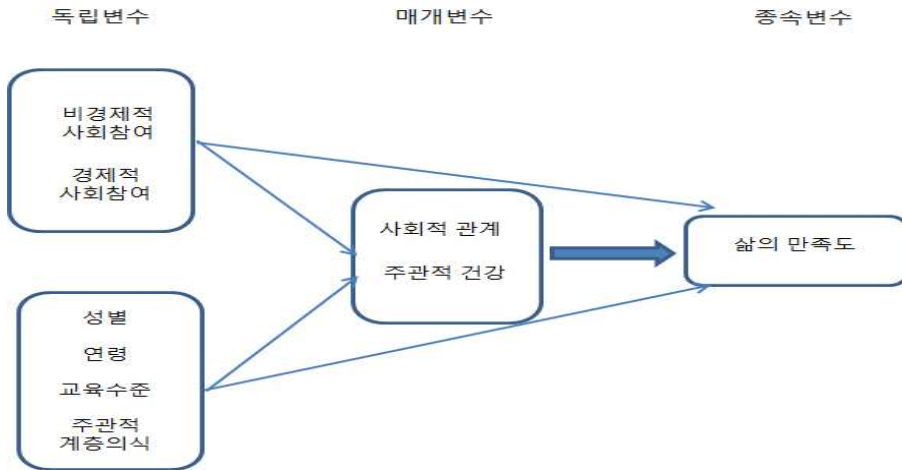 독립변수
매개변수
종속변수
비경제적
사회참여
경제적
사회참여
사회적 관계
주관적 건강
삶의 만족도
성별
연령
교육수준
주관적
계층의식